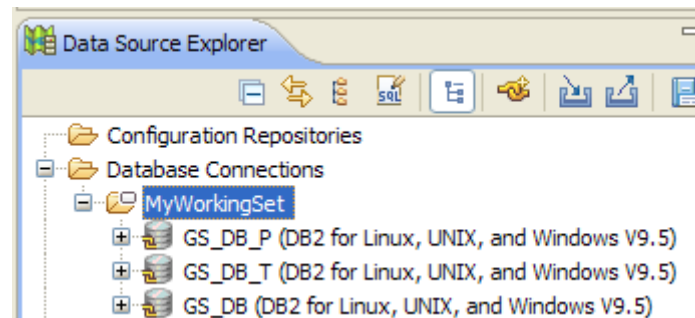 Data Source Explorer
SQL
Configuration Repositories
Database Connections
MyWorkingSet
GS_DB_P (DB2 for Linux, UNIX, and Windows V9.5)
GS_DB_T (DB2 for Linux, UNIX, and Windows V9.5)
GS_DB (DB2 for Linux, UNIX, and Windows V9.5)